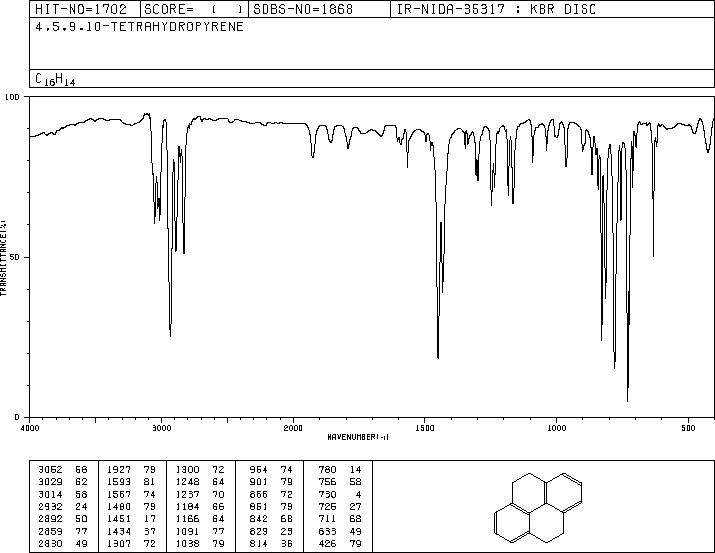 HIT-NO=1702 SCORE= ( ) SDBS-NO=1868 IR-NIDA-35317 : KBR DISC
4,5,9,10-TETRAHYDROPYRENE
C16H14
100
50
0
TRANSMITTANCE(%)
4000 3000 2000 1500 1000 500
WAVENUMBER(-1)
3052 68 1927 79 1300 72 964 74 780 14
3029 62 1593 81 1248 64 901 79 756 58
3014 58 1567 74 1237 70 866 72 730 4
2932 24 1480 79 1184 66 861 79 726 27
2892 50 1451 17 1166 64 842 68 711 68
2859 77 1434 37 1091 77 829 23 633 49
2830 49 1307 72 1038 79 814 36 426 79